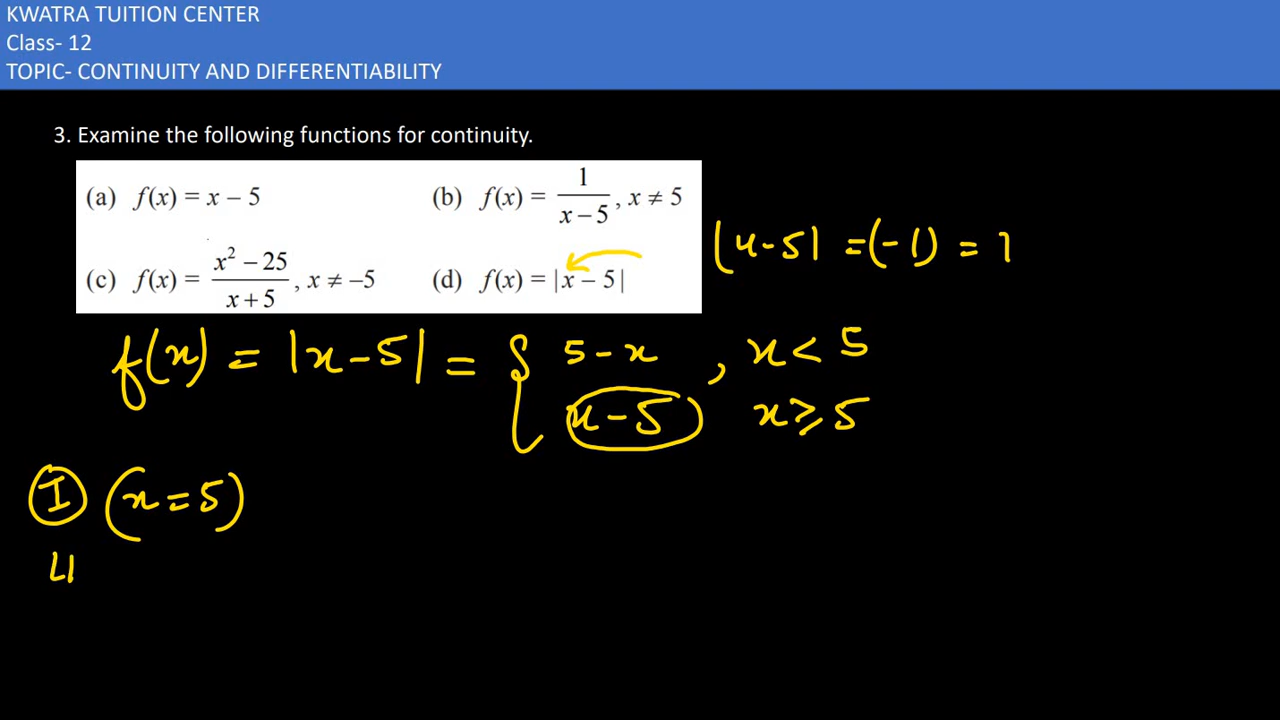 KWATRA TUITION CENTER
Class- 12
TOPIC- CONTINUITY AND DIFFERENTIABILITY
3. Examine the following functions for continuity.
(a) f(x) = x – 5 (b) f(x) = 1/(x – 5), x ≠ 5
(c) f(x) = (x² – 25)/(x + 5), x ≠ –5 (d) f(x) = |x – 5|
|4-5| = (-1) = 1
f(x) = |x-5| = { 5-x , x < 5
x-5 x ≥ 5
I (x=5)